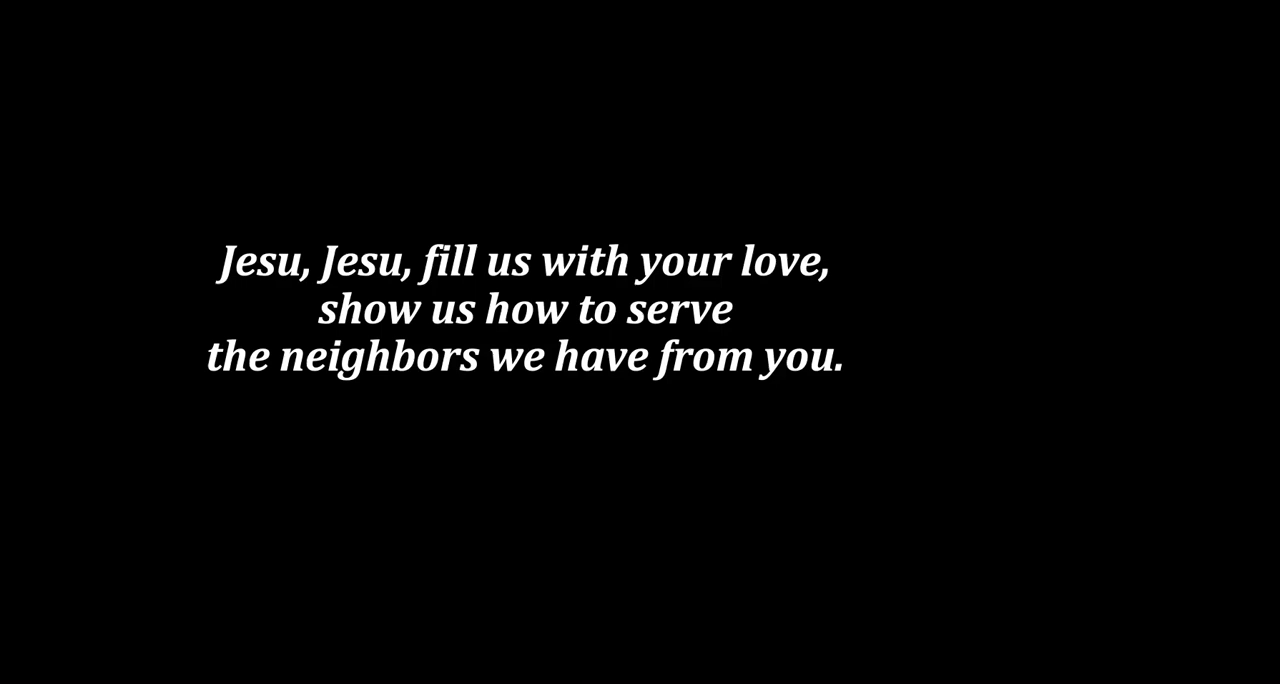 Jesu, Jesu, fill us with your love,
show us how to serve
the neighbors we have from you.